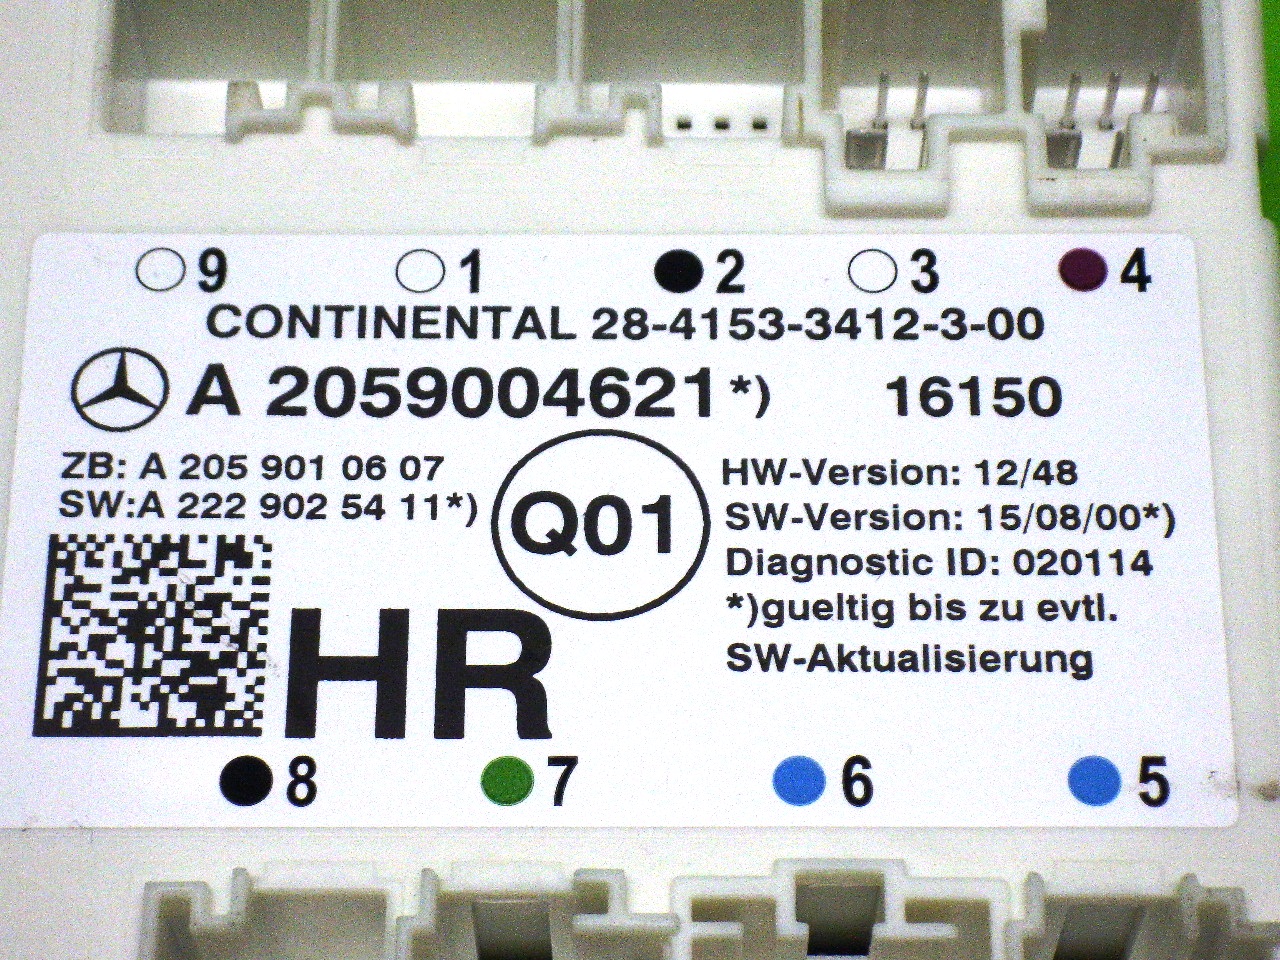 9 1 2 3 4
CONTINENTAL 28-4153-3412-3-00
A 2059004621*) 16150
ZB: A 205 901 06 07
SW:A 222 902 54 11*)
Q01
HW-Version: 12/48
SW-Version: 15/08/00*)
Diagnostic ID: 020114
*)gueltig bis zu evtl.
SW-Aktualisierung
HR
8 7 6 5